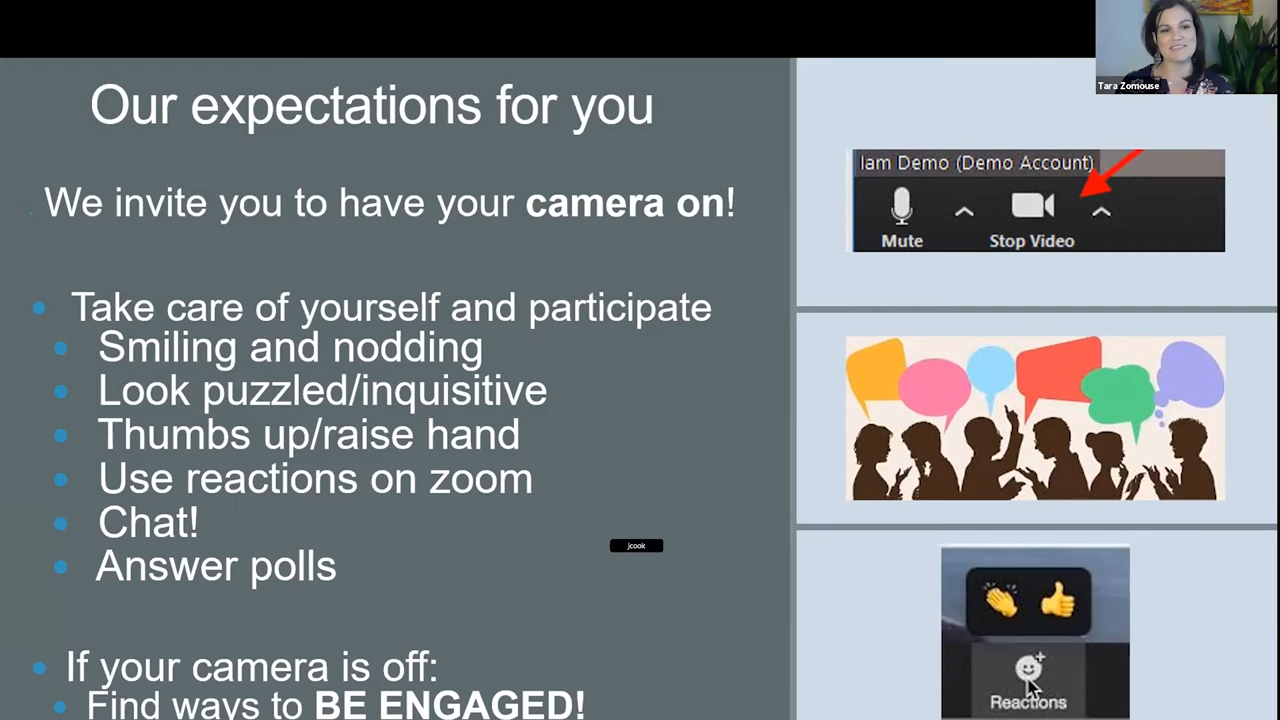 Tara Zomouse
Our expectations for you
We invite you to have your camera on!
Take care of yourself and participate
Smiling and nodding
Look puzzled/inquisitive
Thumbs up/raise hand
Use reactions on zoom
Chat!
Answer polls
If your camera is off:
Find ways to BE ENGAGED!
Iam Demo (Demo Account)
Mute
Stop Video
jcook
Reactions